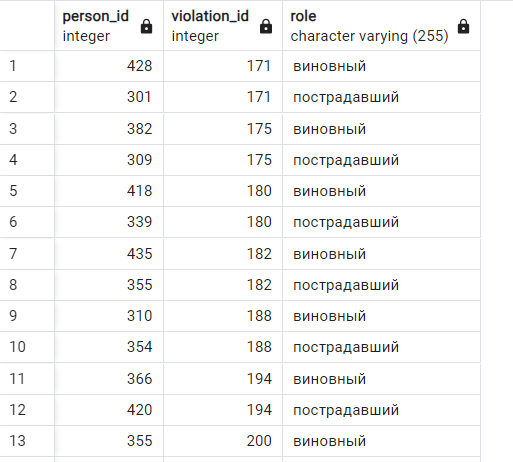 person_id violation_id role
integer integer character varying (255)
1 428 171 виновный
2 301 171 пострадавший
3 382 175 виновный
4 309 175 пострадавший
5 418 180 виновный
6 339 180 пострадавший
7 435 182 виновный
8 355 182 пострадавший
9 310 188 виновный
10 354 188 пострадавший
11 366 194 виновный
12 420 194 пострадавший
13 355 200 виновный